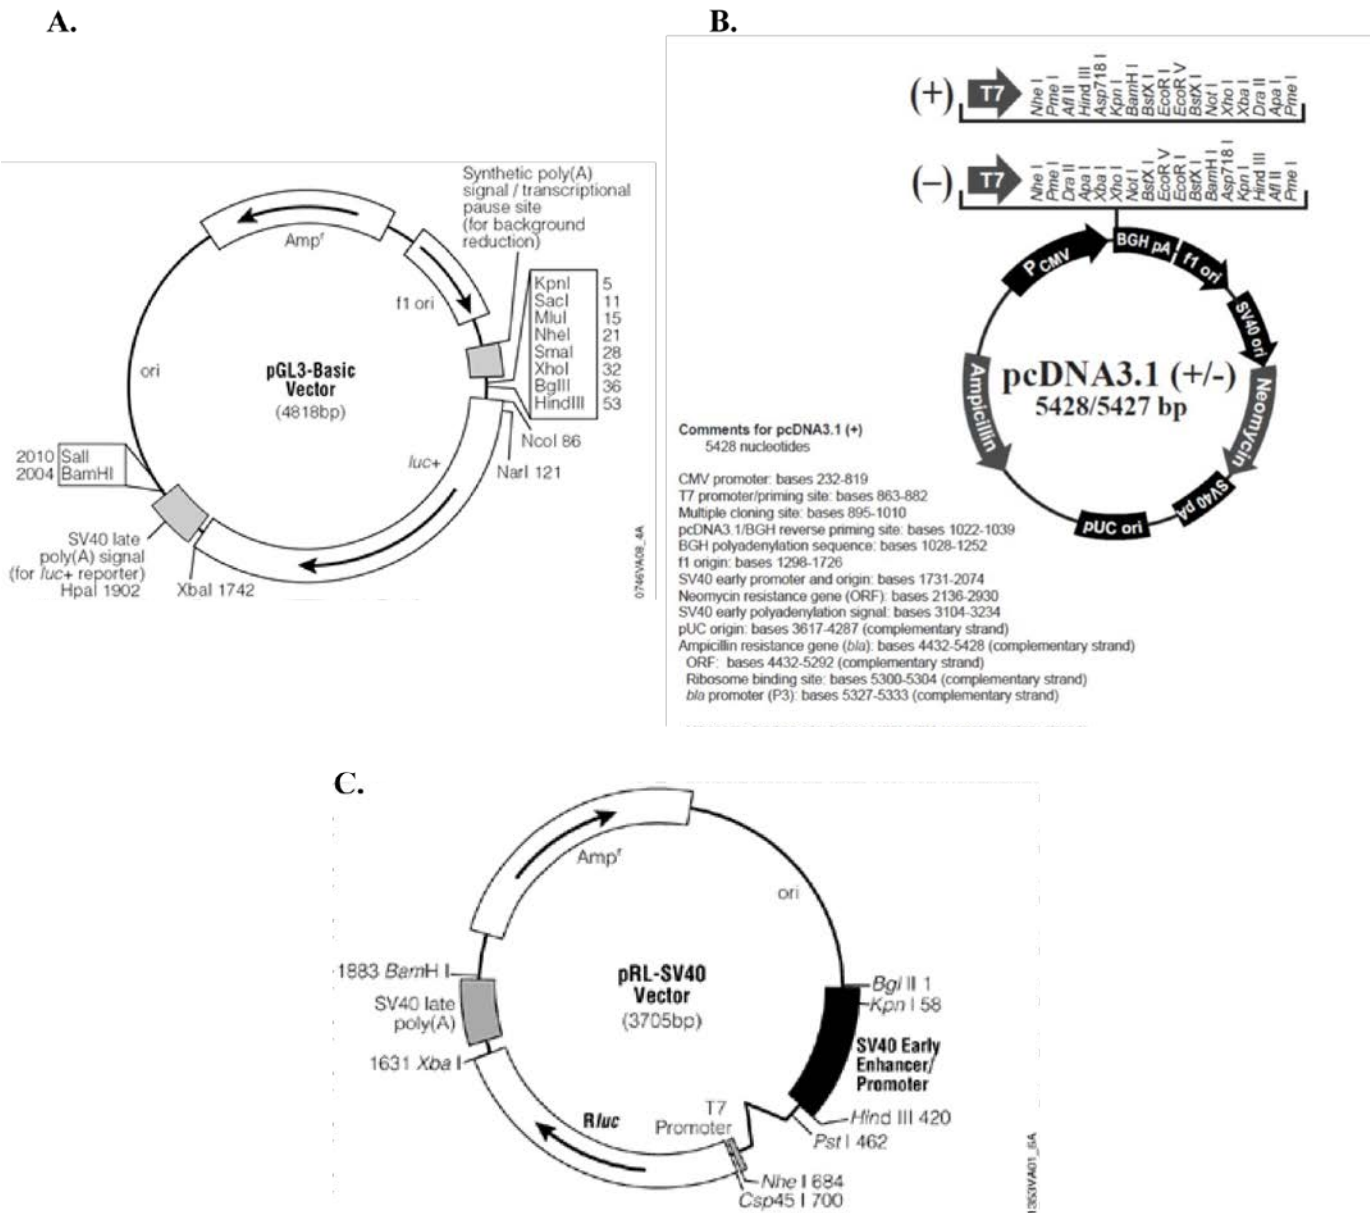 A.
Synthetic poly(A)
signal / transcriptional
pause site
(for background
reduction)
Ampʳ
f1 ori
KpnI 5
SacI 11
MluI 15
NheI 21
SmaI 28
XhoI 32
BglII 36
HindIII 53
ori
pGL3-Basic
Vector
(4818bp)
NcoI 86
NarI 121
luc+
2010 SalI
2004 BamHI
SV40 late
poly(A) signal
(for luc+ reporter)
HpaI 1902
XbaI 1742
0746VA08_4A
B.
(+) T7 Nhe I Pme I Afl II Hind III Asp718 I Kpn I BamH I BstX I EcoR I EcoR V BstX I Not I Xho I Xba I Dra II Apa I Pme I
(–) T7 Nhe I Pme I Dra II Apa I Xba I Xho I Not I BstX I EcoR V EcoR I BstX I BamH I Asp718 I Kpn I Hind III Afl II Pme I
P CMV
BGH pA
f1 ori
SV40 ori
Neomycin
SV40 pA
pUC ori
Ampicillin
pcDNA3.1 (+/-)
5428/5427 bp
Comments for pcDNA3.1 (+)
5428 nucleotides
CMV promoter: bases 232-819
T7 promoter/priming site: bases 863-882
Multiple cloning site: bases 895-1010
pcDNA3.1/BGH reverse priming site: bases 1022-1039
BGH polyadenylation sequence: bases 1028-1252
f1 origin: bases 1298-1726
SV40 early promoter and origin: bases 1731-2074
Neomycin resistance gene (ORF): bases 2136-2930
SV40 early polyadenylation signal: bases 3104-3234
pUC origin: bases 3617-4287 (complementary strand)
Ampicillin resistance gene (bla): bases 4432-5428 (complementary strand)
ORF: bases 4432-5292 (complementary strand)
Ribosome binding site: bases 5300-5304 (complementary strand)
bla promoter (P3): bases 5327-5333 (complementary strand)
C.
Ampʳ
ori
1883 BamH I
SV40 late
poly(A)
1631 Xba I
pRL-SV40
Vector
(3705bp)
Bgl II 1
Kpn I 58
SV40 Early
Enhancer/
Promoter
Hind III 420
Pst I 462
T7
Promoter
Rluc
Nhe I 684
Csp45 I 700
1353VA01_6A